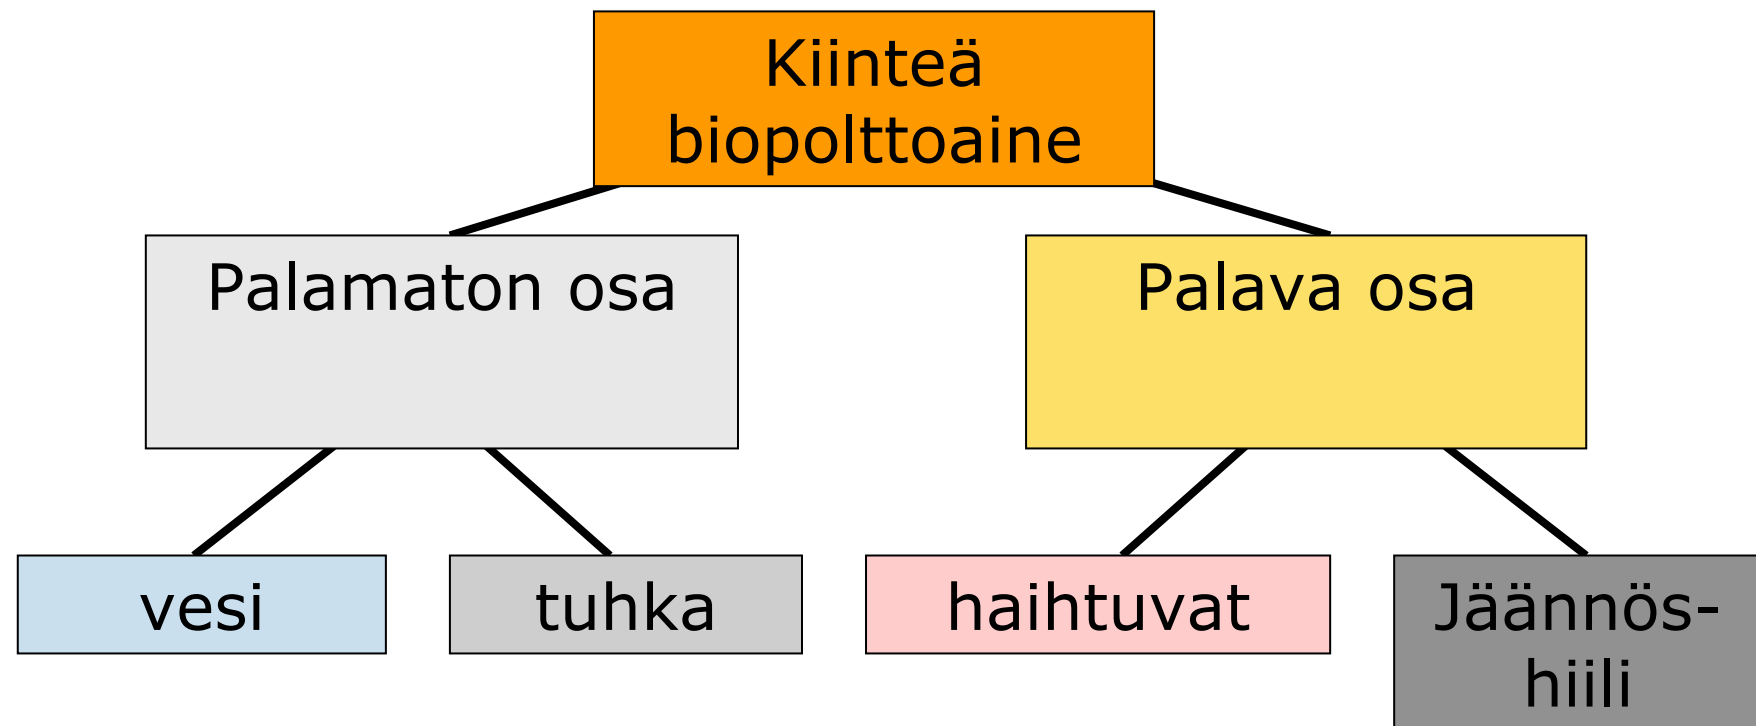 Kiinteä
biopolttoaine
Palamaton osa
Palava osa
vesi
tuhka
haihtuvat
Jäännös-
hiili